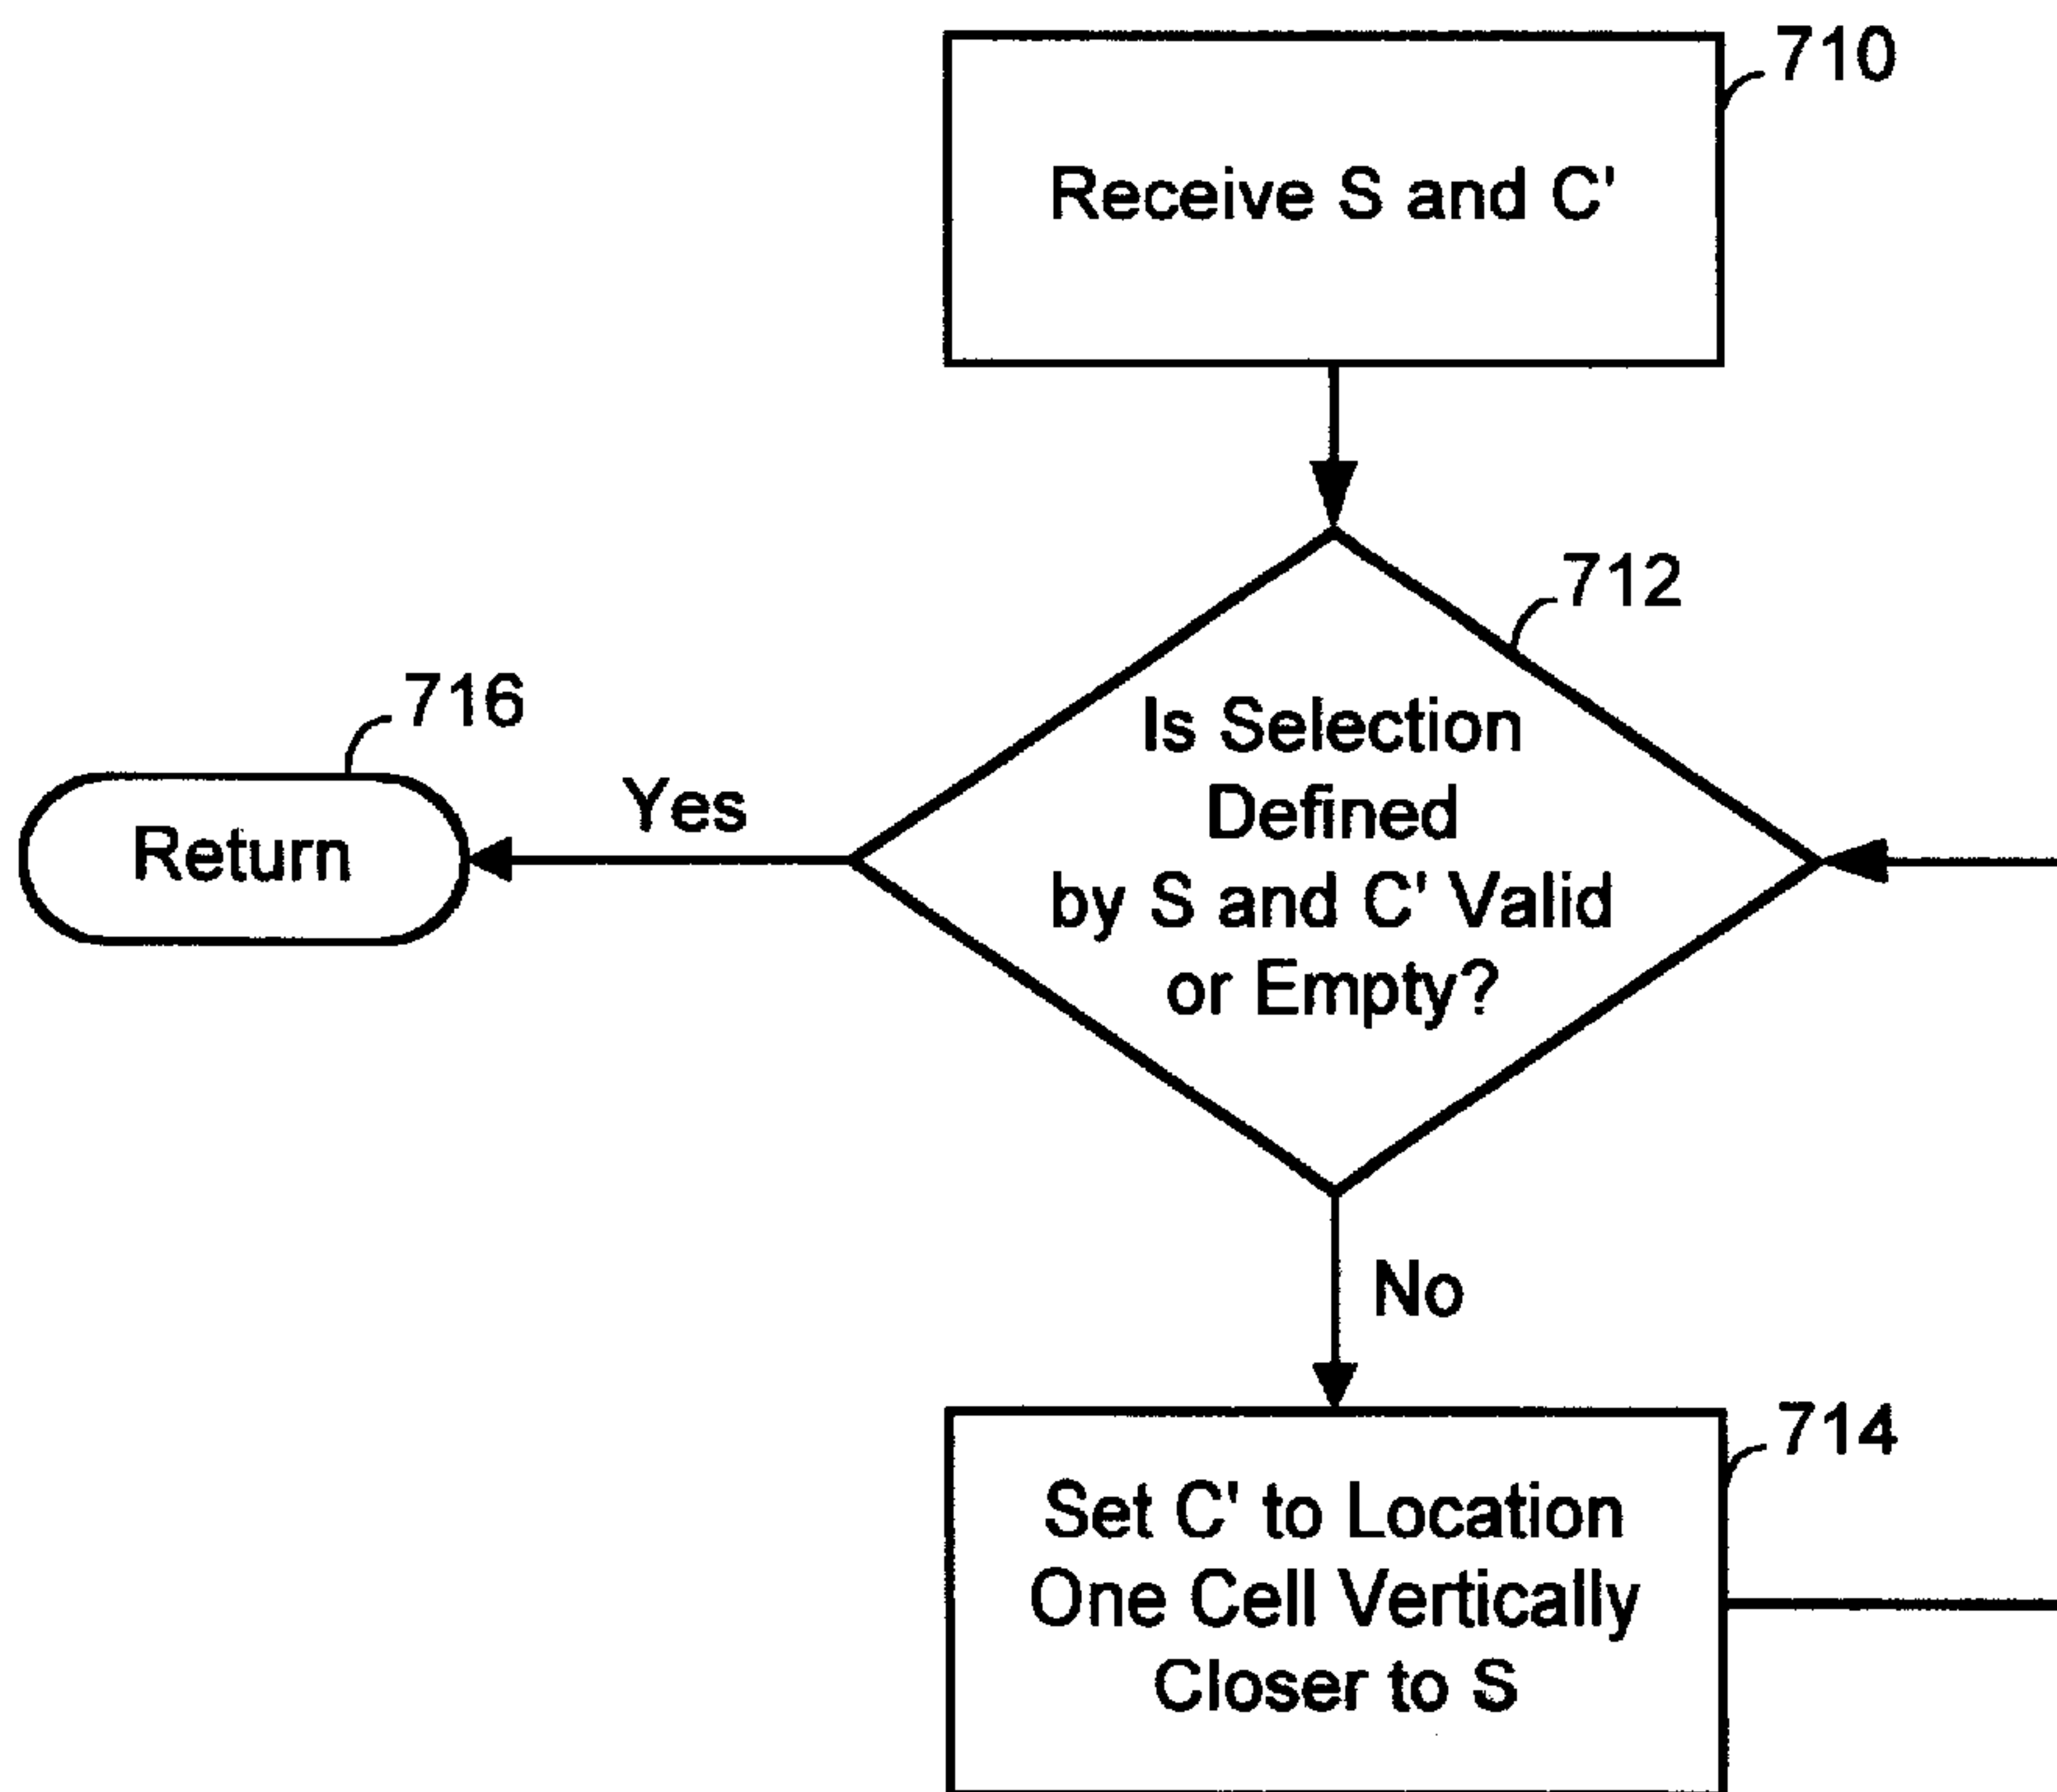 710
Receive S and C'
712
Is Selection
Defined
by S and C' Valid
or Empty?
716
Yes
Return
No
714
Set C' to Location
One Cell Vertically
Closer to S